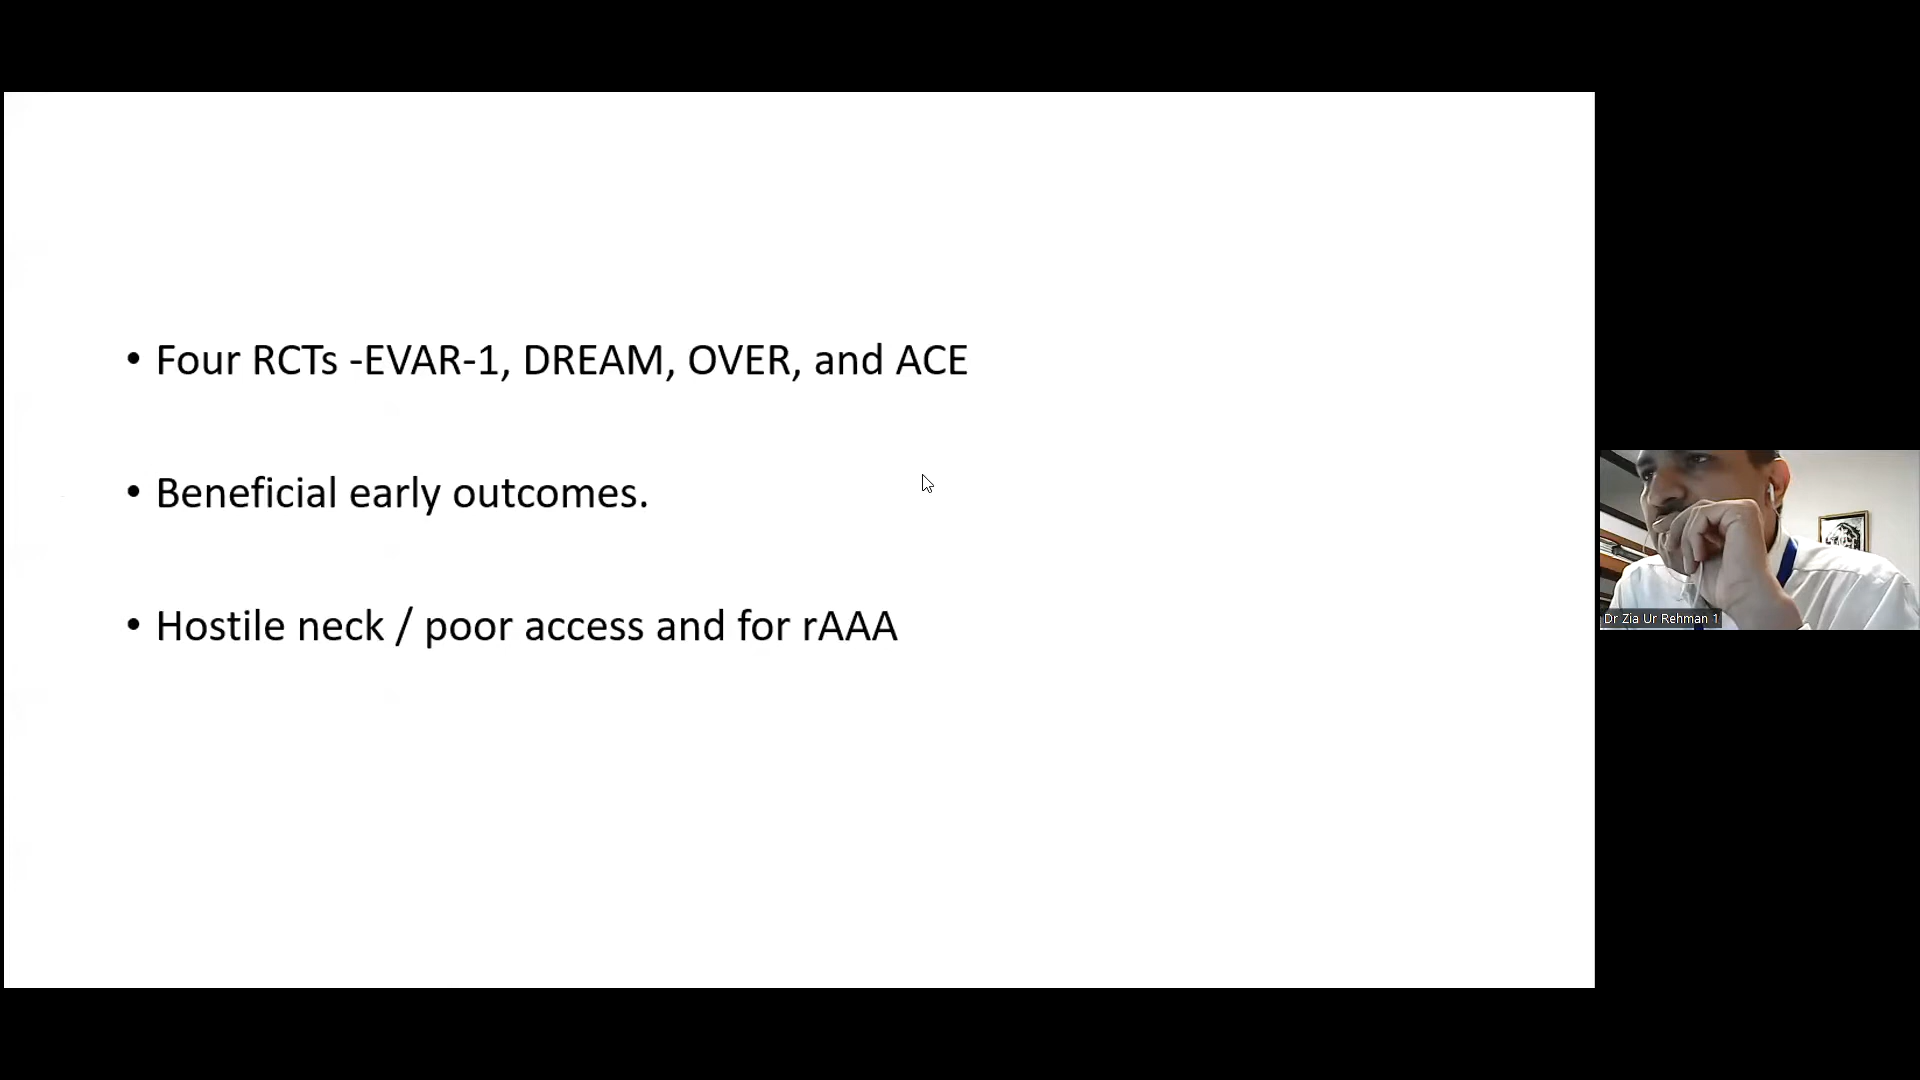 • Four RCTs -EVAR-1, DREAM, OVER, and ACE
• Beneficial early outcomes.
• Hostile neck / poor access and for rAAA
Dr Zia Ur Rehman 1